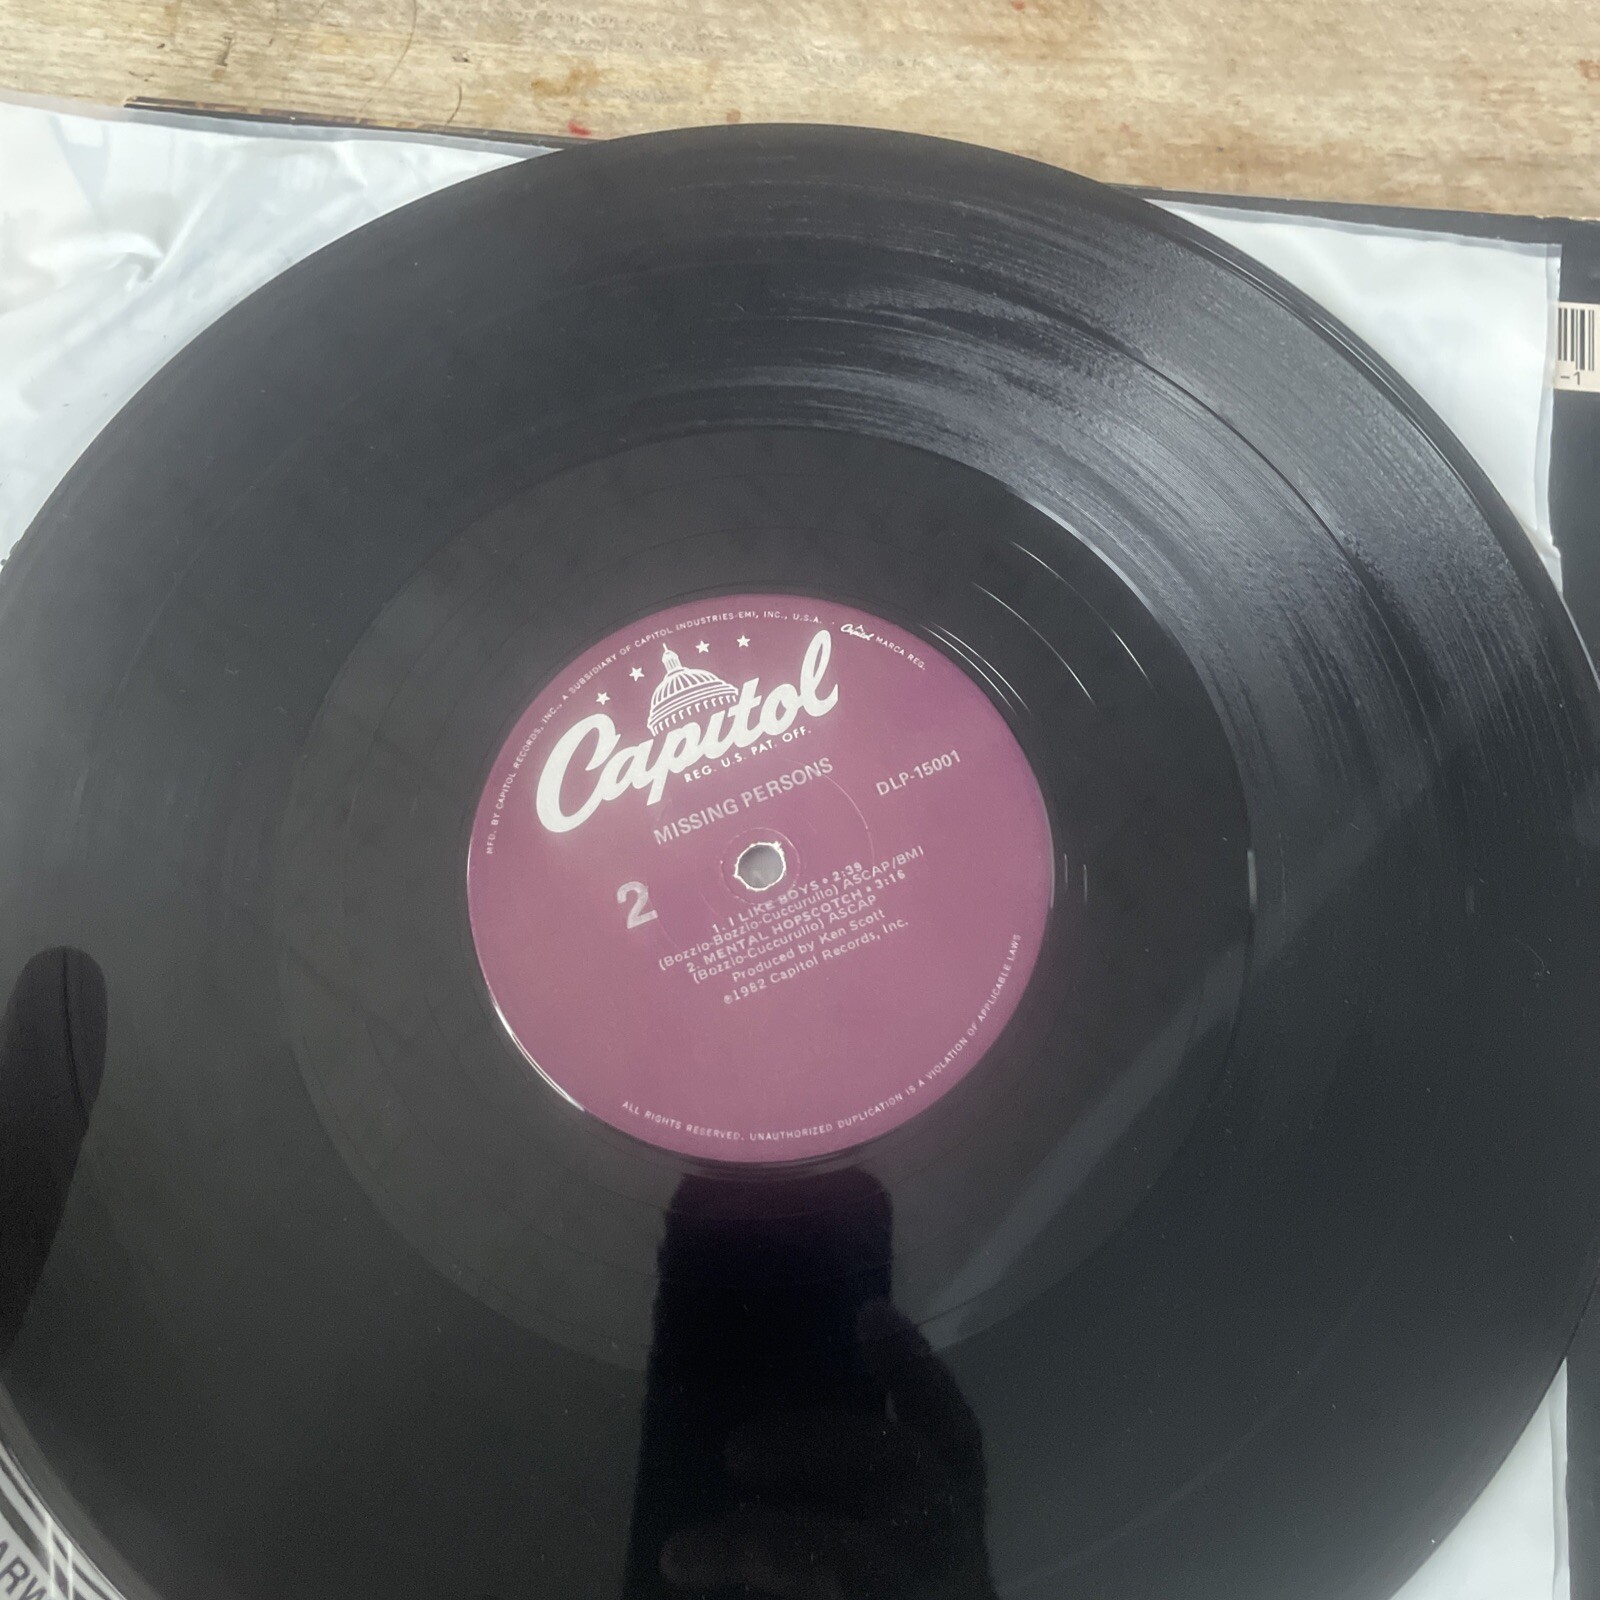 MFD. BY CAPITOL RECORDS, INC., A SUBSIDIARY OF CAPITOL INDUSTRIES-EMI, INC., U.S.A. · Capitol MARCA REG.
Capitol
REG. U.S. PAT. OFF.
MISSING PERSONS
DLP-15001
2
1. I LIKE BOYS • 2:38
(Bozzio-Bozzio-Cuccurullo) ASCAP/BMI
2. MENTAL HOPSCOTCH • 3:16
(Bozzio-Cuccurullo) ASCAP
Produced by Ken Scott
℗1982 Capitol Records, Inc.
ALL RIGHTS RESERVED. UNAUTHORIZED DUPLICATION IS A VIOLATION OF APPLICABLE LAWS
-1